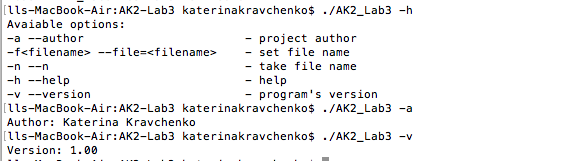 [lls-MacBook-Air:AK2-Lab3 katerinakravchenko$ ./AK2_Lab3 -h
Avaiable options:
-a --author - project author
-f<filename> --file=<filename> - set file name
-n --n - take file name
-h --help - help
-v --version - program's version
[lls-MacBook-Air:AK2-Lab3 katerinakravchenko$ ./AK2_Lab3 -a
Author: Katerina Kravchenko
[lls-MacBook-Air:AK2-Lab3 katerinakravchenko$ ./AK2_Lab3 -v
Version: 1.00